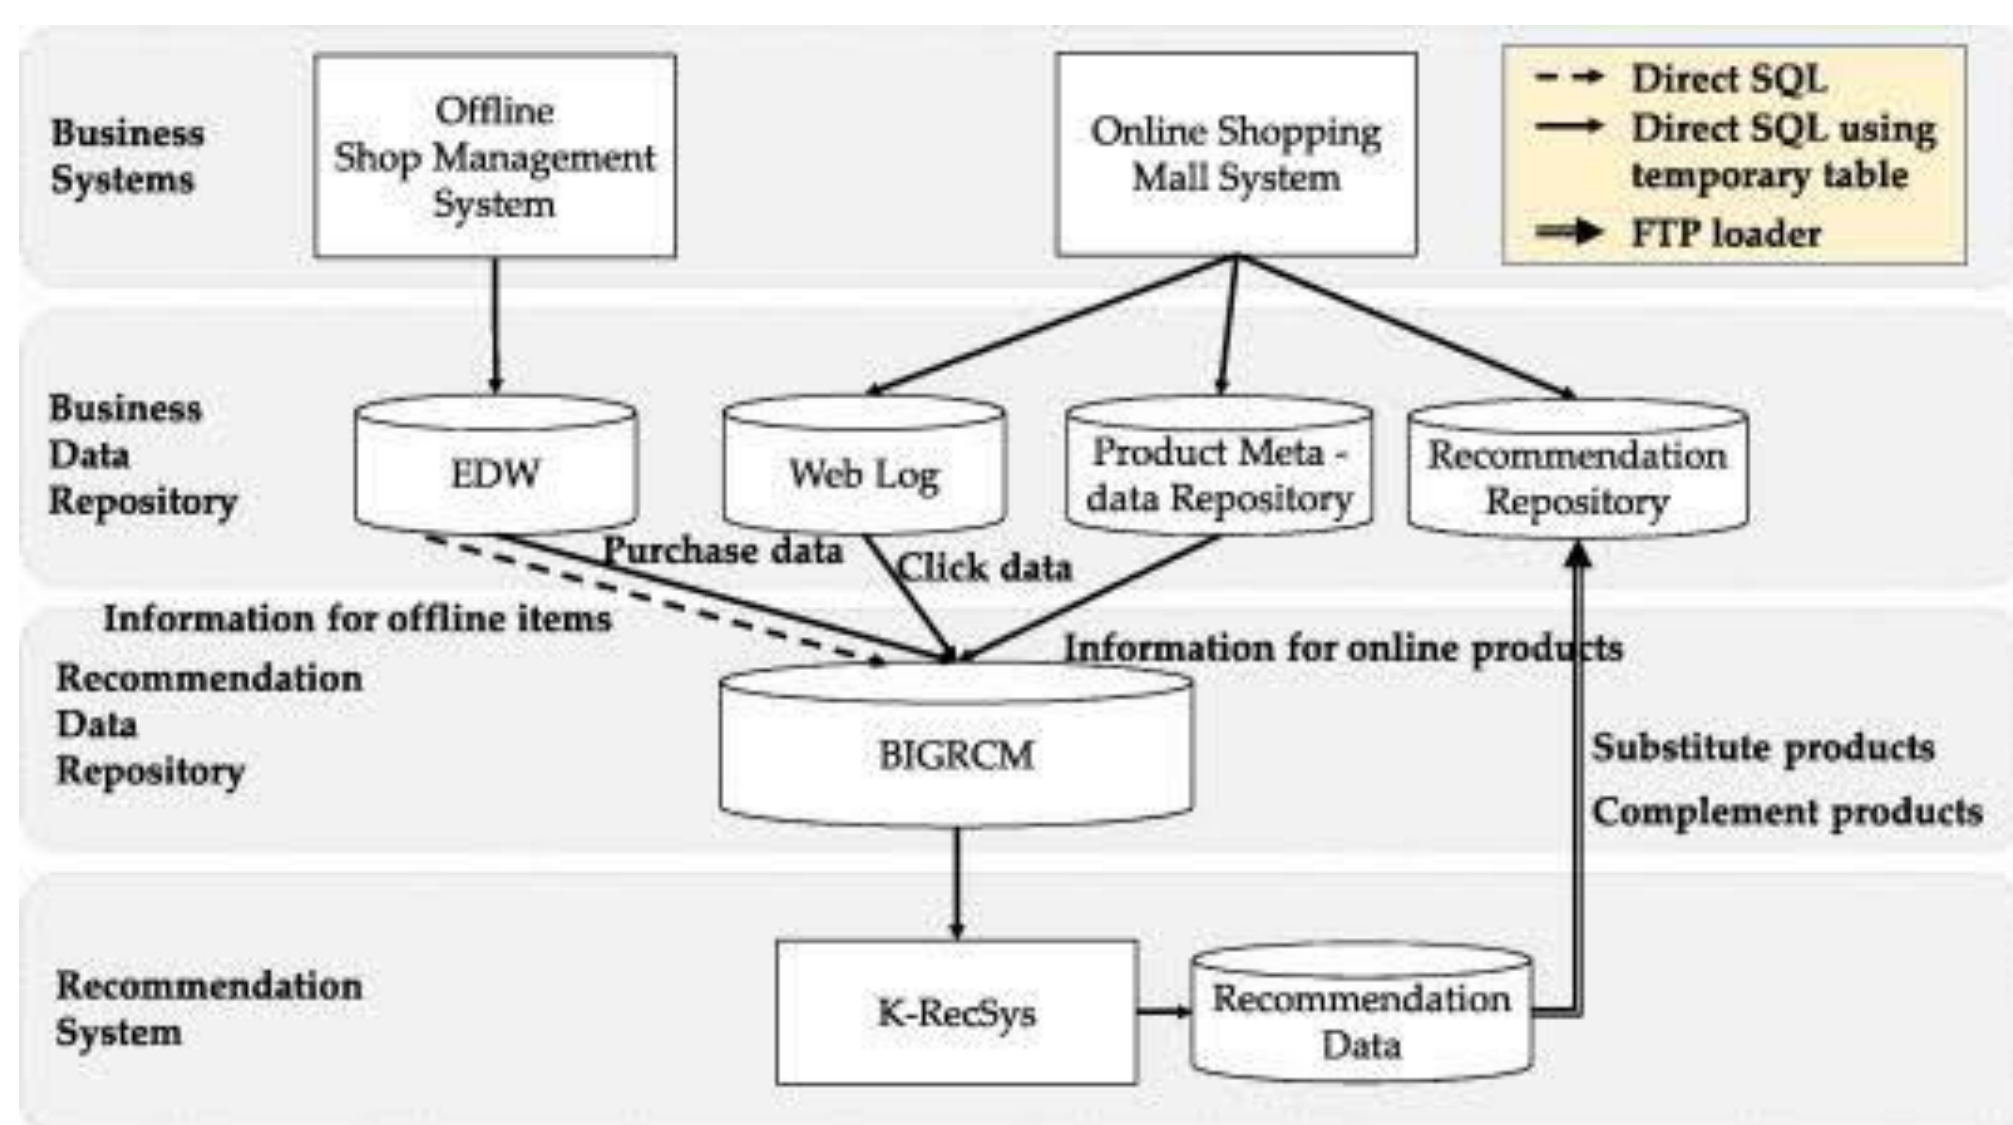 Business
Systems
Offline
Shop Management
System
Online Shopping
Mall System
Direct SQL
Direct SQL using
temporary table
FTP loader
Business
Data
Repository
EDW
Web Log
Product Meta -
data Repository
Recommendation
Repository
Purchase data
Click data
Information for offline items
Information for online products
Recommendation
Data
Repository
BIGRCM
Substitute products
Complement products
Recommendation
System
K-RecSys
Recommendation
Data